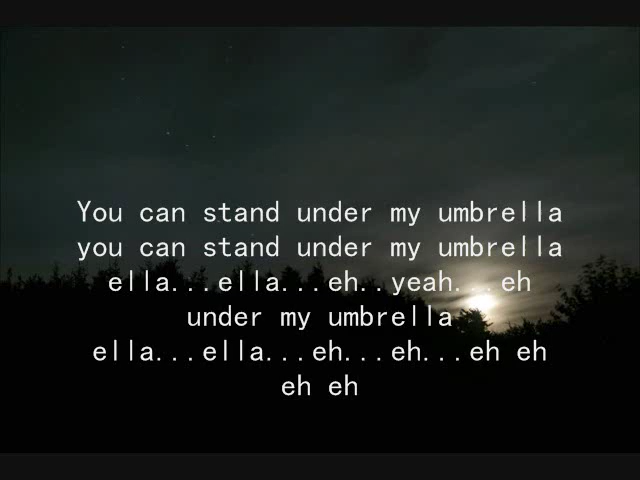 You can stand under my umbrella
you can stand under my umbrella
ella...ella...eh..yeah...eh
under my umbrella
ella...ella...eh...eh...eh eh
eh eh